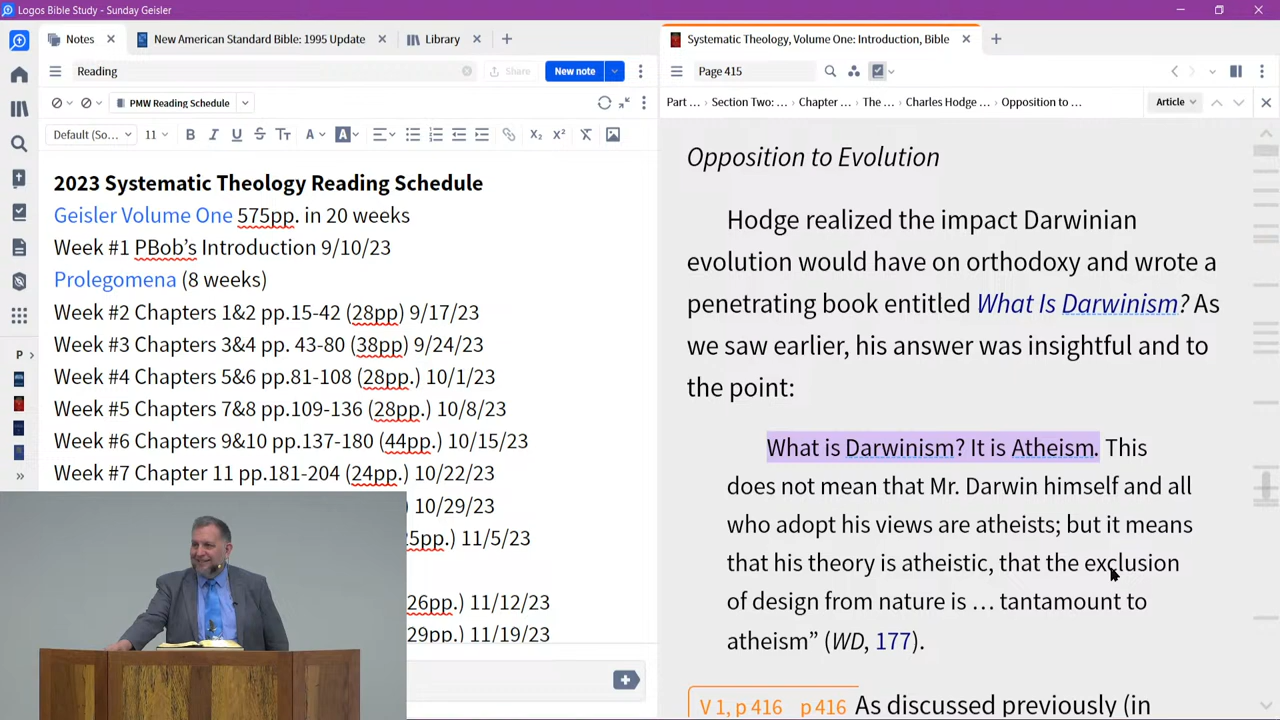 Logos Bible Study - Sunday Geisler
Notes
New American Standard Bible: 1995 Update
Library
Systematic Theology, Volume One: Introduction, Bible
Reading
Share
New note
Page 415
PMW Reading Schedule
Part ... › Section Two: ... › Chapter ... › The ... › Charles Hodge ... › Opposition to ...
Article
Default (So...
11
2023 Systematic Theology Reading Schedule
Geisler Volume One 575pp. in 20 weeks
Week #1 PBob’s Introduction 9/10/23
Prolegomena (8 weeks)
Week #2 Chapters 1&2 pp.15-42 (28pp) 9/17/23
Week #3 Chapters 3&4 pp. 43-80 (38pp) 9/24/23
Week #4 Chapters 5&6 pp.81-108 (28pp.) 10/1/23
Week #5 Chapters 7&8 pp.109-136 (28pp.) 10/8/23
Week #6 Chapters 9&10 pp.137-180 (44pp.) 10/15/23
Week #7 Chapter 11 pp.181-204 (24pp.) 10/22/23
10/29/23
5pp.) 11/5/23
26pp.) 11/12/23
29pp.) 11/19/23
P
Opposition to Evolution
Hodge realized the impact Darwinian
evolution would have on orthodoxy and wrote a
penetrating book entitled What Is Darwinism? As
we saw earlier, his answer was insightful and to
the point:
What is Darwinism? It is Atheism. This
does not mean that Mr. Darwin himself and all
who adopt his views are atheists; but it means
that his theory is atheistic, that the exclusion
of design from nature is … tantamount to
atheism” (WD, 177).
V 1, p 416 p 416 As discussed previously (in